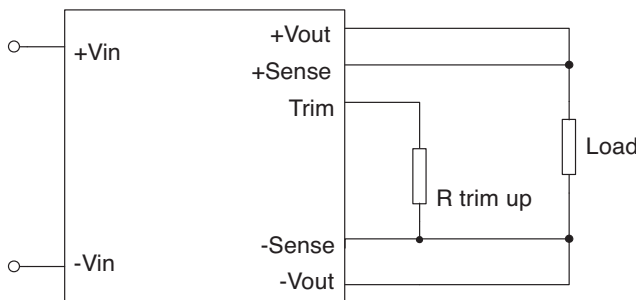 +Vout
+Vin
+Sense
Trim
Load
R trim up
-Sense
-Vin
-Vout